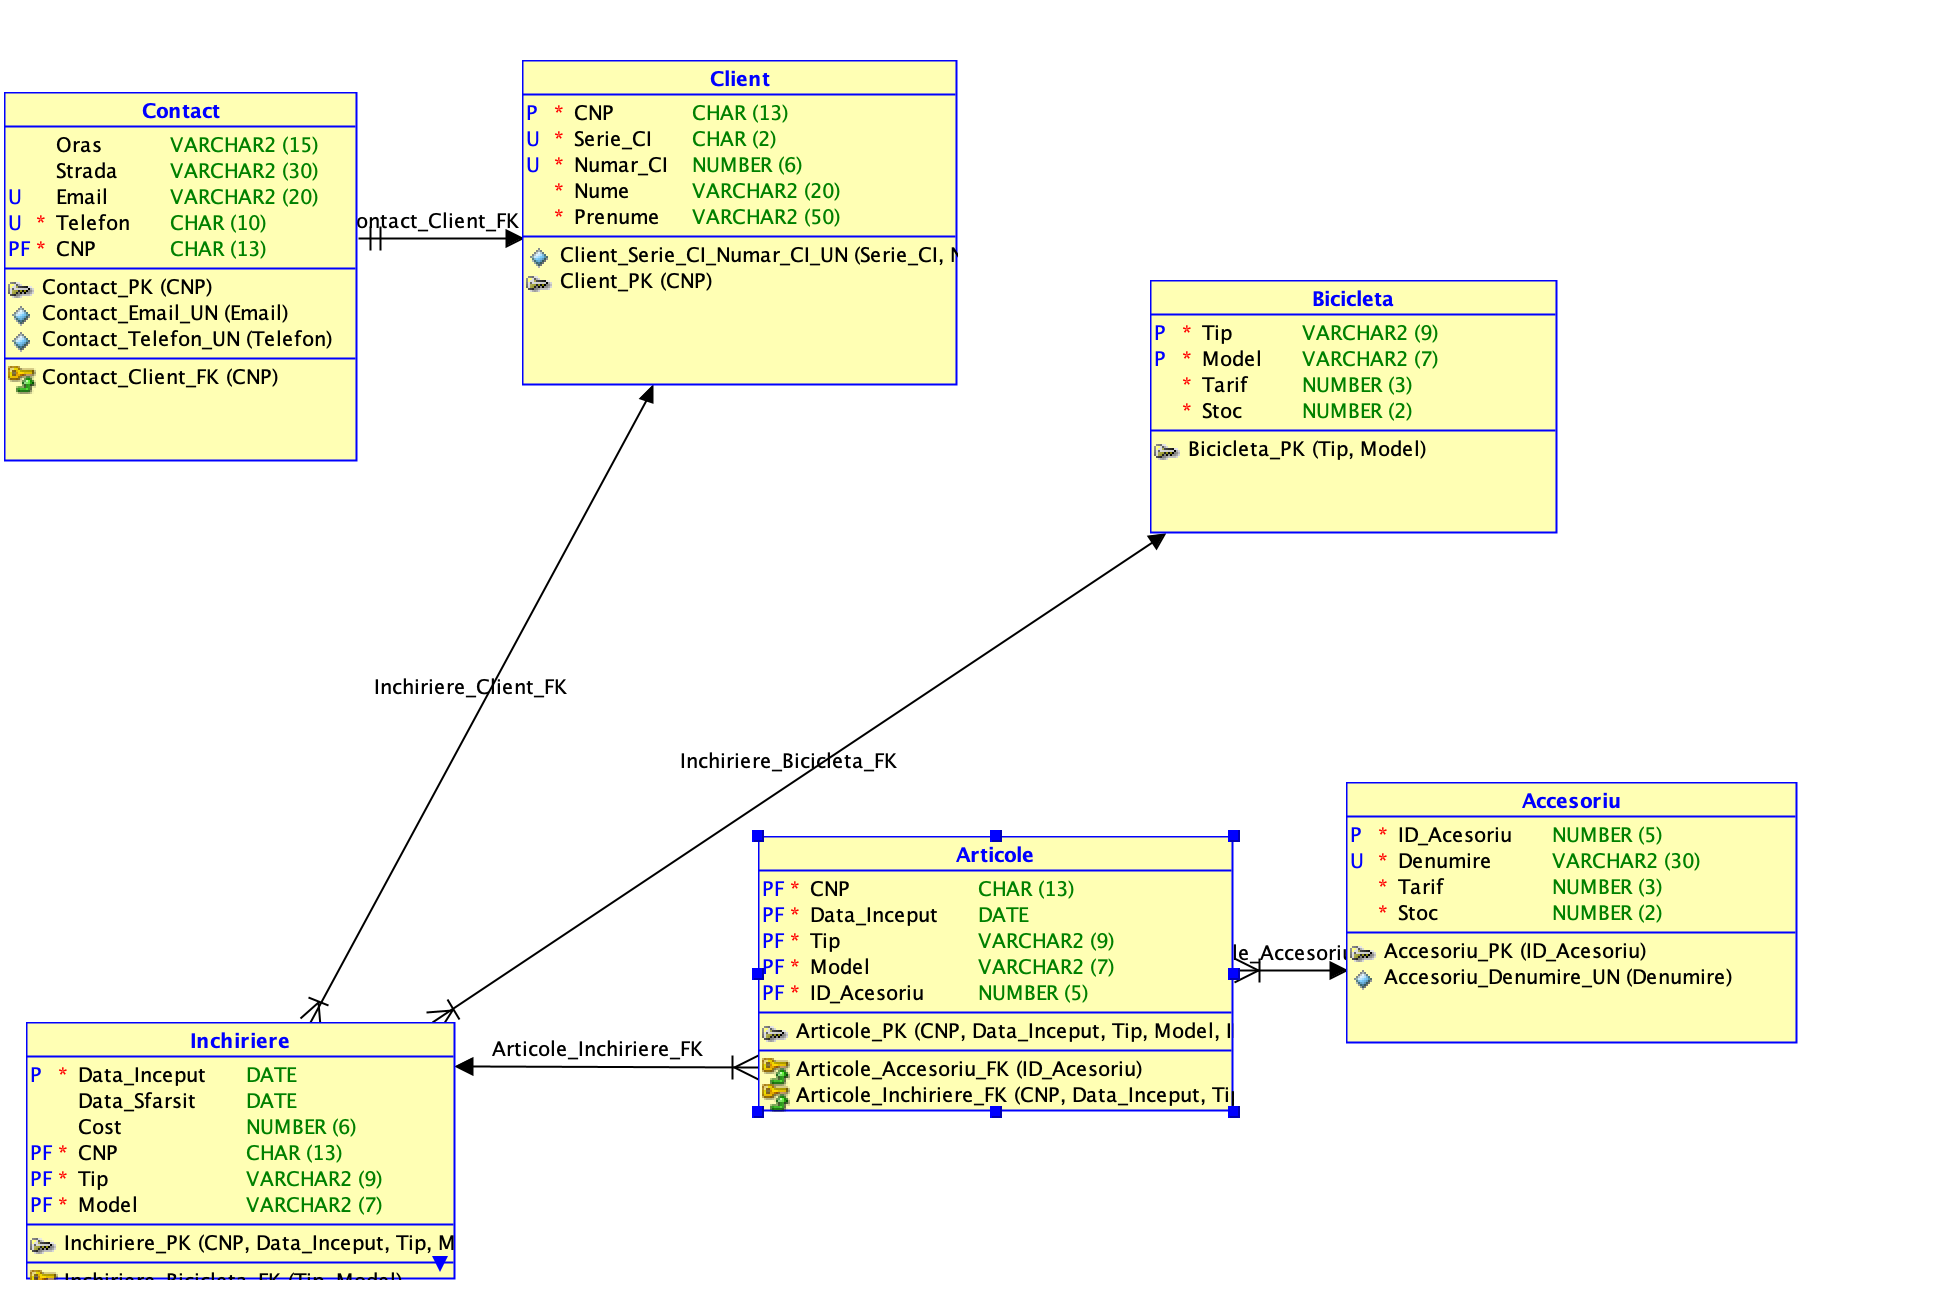 Contact
Oras VARCHAR2 (15)
Strada VARCHAR2 (30)
U Email VARCHAR2 (20)
U * Telefon CHAR (10)
PF * CNP CHAR (13)
Contact_PK (CNP)
Contact_Email_UN (Email)
Contact_Telefon_UN (Telefon)
Contact_Client_FK (CNP)
ontact_Client_FK
Client
P * CNP CHAR (13)
U * Serie_CI CHAR (2)
U * Numar_CI NUMBER (6)
* Nume VARCHAR2 (20)
* Prenume VARCHAR2 (50)
Client_Serie_CI_Numar_CI_UN (Serie_CI, N
Client_PK (CNP)
Bicicleta
P * Tip VARCHAR2 (9)
P * Model VARCHAR2 (7)
* Tarif NUMBER (3)
* Stoc NUMBER (2)
Bicicleta_PK (Tip, Model)
Inchiriere_Client_FK
Inchiriere_Bicicleta_FK
Accesoriu
P * ID_Acesoriu NUMBER (5)
U * Denumire VARCHAR2 (30)
* Tarif NUMBER (3)
* Stoc NUMBER (2)
Accesoriu_PK (ID_Acesoriu)
Accesoriu_Denumire_UN (Denumire)
Articole
PF * CNP CHAR (13)
PF * Data_Inceput DATE
PF * Tip VARCHAR2 (9)
PF * Model VARCHAR2 (7)
PF * ID_Acesoriu NUMBER (5)
Articole_PK (CNP, Data_Inceput, Tip, Model, I
Articole_Accesoriu_FK (ID_Acesoriu)
Articole_Inchiriere_FK (CNP, Data_Inceput, Tip
le_Accesoriu
Articole_Inchiriere_FK
Inchiriere
P * Data_Inceput DATE
Data_Sfarsit DATE
Cost NUMBER (6)
PF * CNP CHAR (13)
PF * Tip VARCHAR2 (9)
PF * Model VARCHAR2 (7)
Inchiriere_PK (CNP, Data_Inceput, Tip, M
Inchiriere_Bicicleta_FK (Tip, Model)